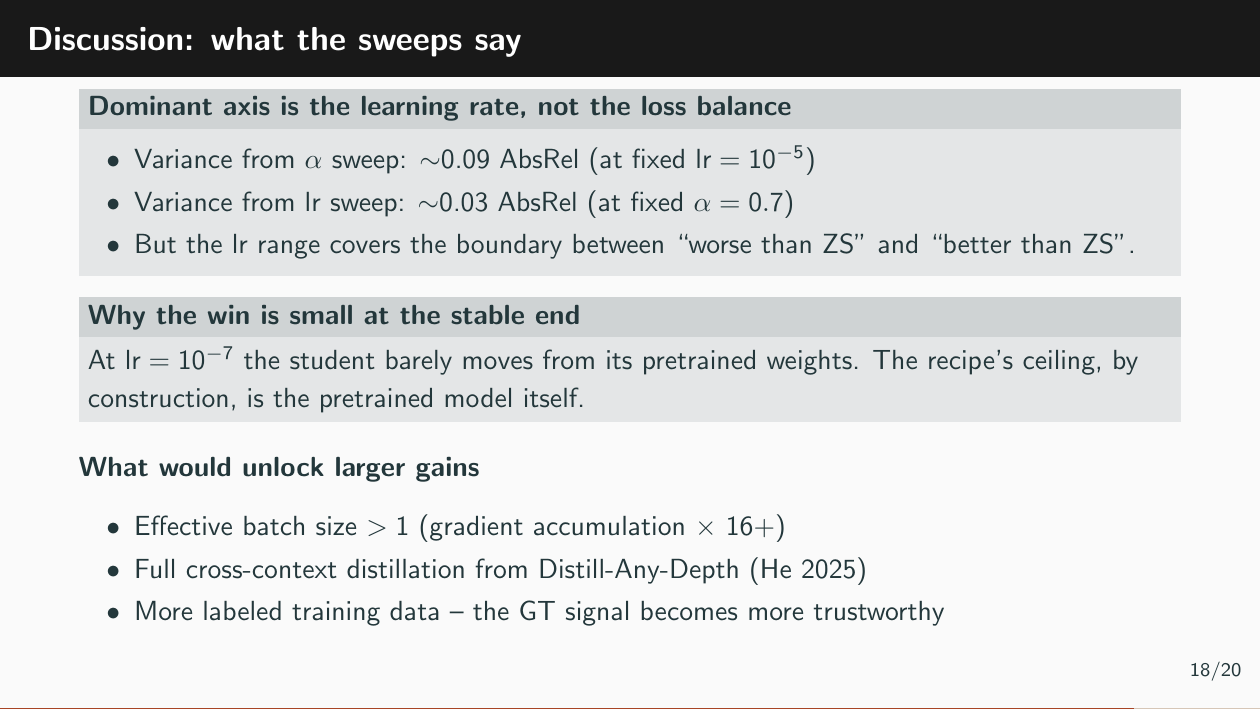 Discussion: what the sweeps say
Dominant axis is the learning rate, not the loss balance
• Variance from α sweep: ∼0.09 AbsRel (at fixed lr = 10⁻⁵)
• Variance from lr sweep: ∼0.03 AbsRel (at fixed α = 0.7)
• But the lr range covers the boundary between “worse than ZS” and “better than ZS”.
Why the win is small at the stable end
At lr = 10⁻⁷ the student barely moves from its pretrained weights. The recipe’s ceiling, by
construction, is the pretrained model itself.
What would unlock larger gains
• Effective batch size > 1 (gradient accumulation × 16+)
• Full cross-context distillation from Distill-Any-Depth (He 2025)
• More labeled training data – the GT signal becomes more trustworthy
18/20